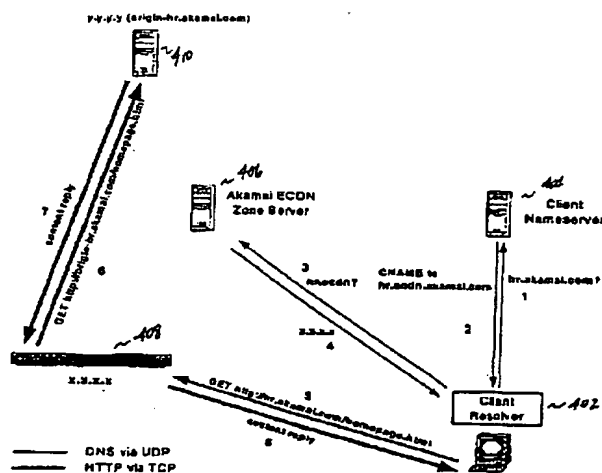 y.y.y.y (origin-hr.akamai.com)
410
7
content reply
GET http://origin-hr.akamai.com/homepage.html
6
406
Akamai ECDN
Zone Server
Client
Nameserver
3
hr.ecdn?
x.x.x.x
4
CNAME to
hr.ecdn.akamai.com
hr.akamai.com?
1
2
408
x.x.x.x
5
GET http://hr.akamai.com/homepage.html
content reply
Client
Resolver
402
DNS via UDP
HTTP via TCP